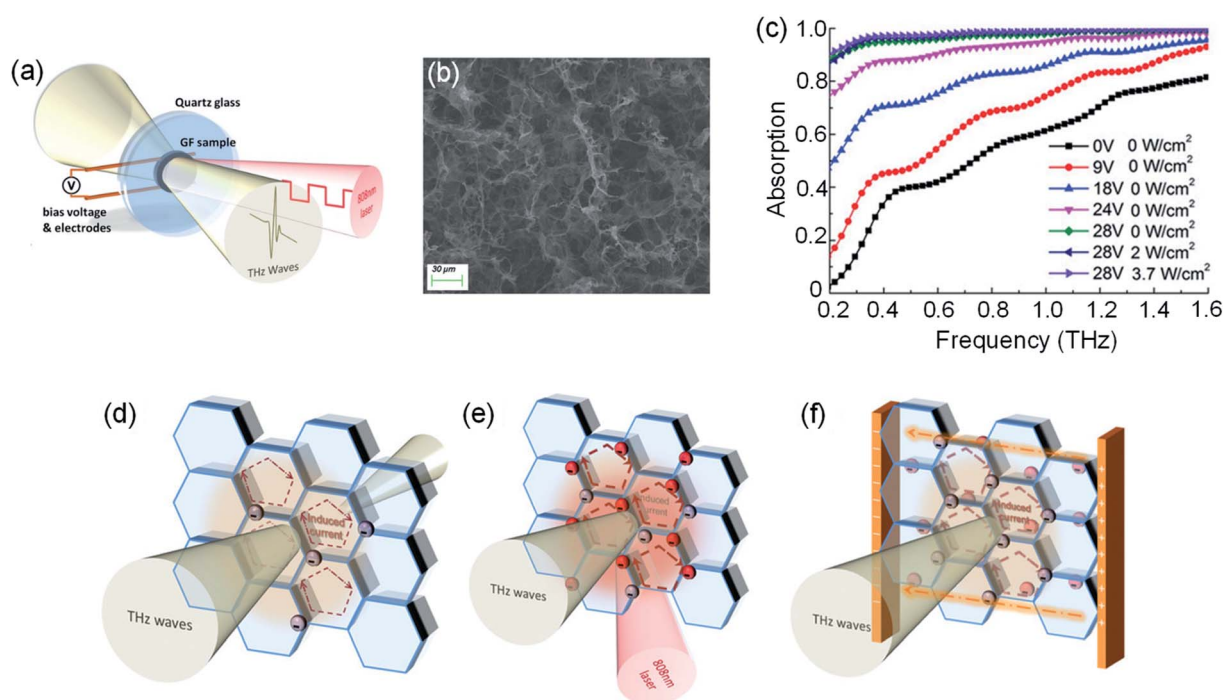 (a)
Quartz glass
GF sample
V
bias voltage
& electrodes
THz Waves
808nm
laser
(b)
30 μm
(c)
Absorption
1.0
0.8
0.6
0.4
0.2
0
0V 0 W/cm²
9V 0 W/cm²
18V 0 W/cm²
24V 0 W/cm²
28V 0 W/cm²
28V 2 W/cm²
28V 3.7 W/cm²
0.2 0.4 0.6 0.8 1.0 1.2 1.4 1.6
Frequency (THz)
(d)
Induced
current
THz waves
(e)
Induced
current
THz waves
808nm
laser
(f)
Induced
current
THz waves